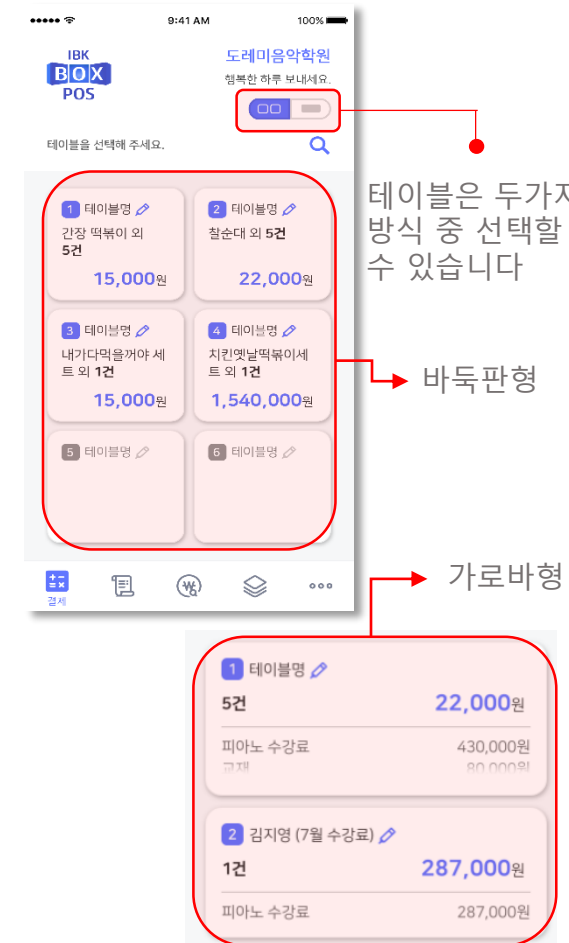 9:41 AM 100%
IBK
BOX
POS
도레미음악학원
행복한 하루 보내세요.
테이블을 선택해 주세요.
1 테이블명
간장 떡볶이 외
5건
15,000원
2 테이블명
찰순대 외 5건
22,000원
3 테이블명
내가다먹을꺼야 세
트 외 1건
15,000원
4 테이블명
치킨옛날떡볶이세
트 외 1건
1,540,000원
5 테이블명
6 테이블명
결제
테이블은 두가지
방식 중 선택할
수 있습니다
바둑판형
가로바형
1 테이블명
5건 22,000원
피아노 수강료 430,000원
교재 80,000원
2 김지영 (7월 수강료)
1건 287,000원
피아노 수강료 287,000원